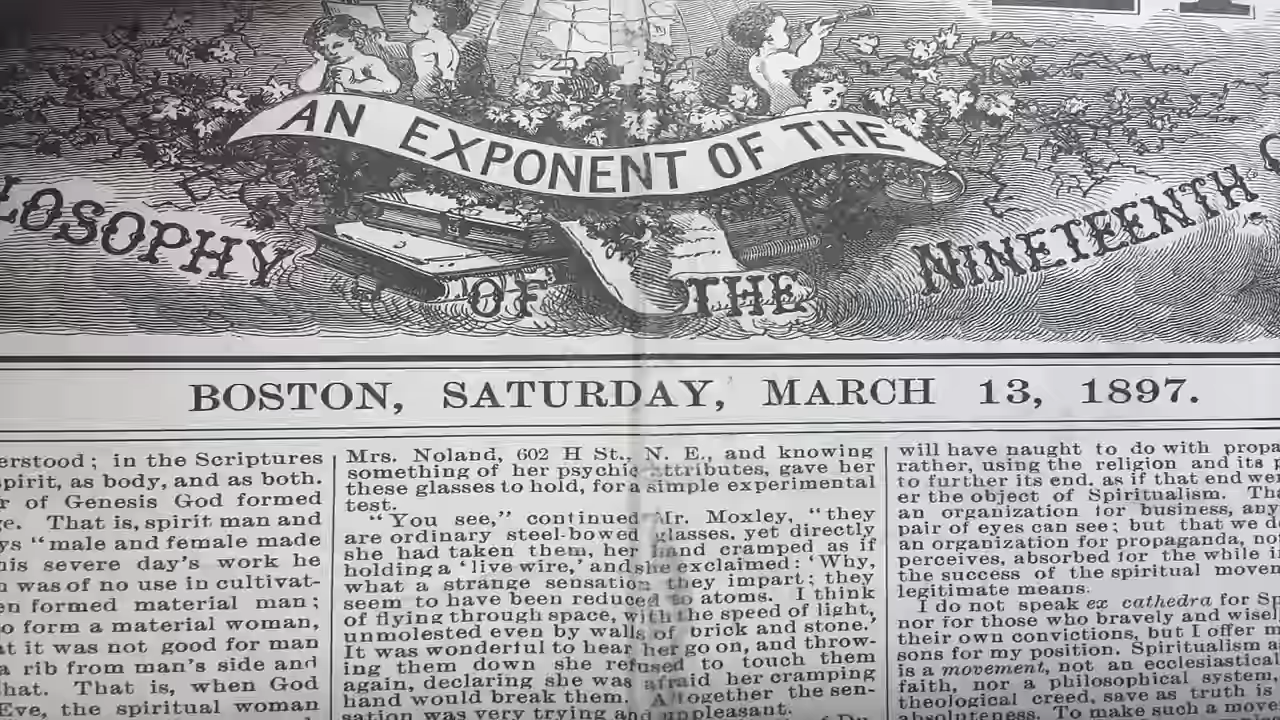 AN EXPONENT OF THE
LOSOPHY OF THE NINETEENTH
BOSTON, SATURDAY, MARCH 13, 1897.
erstood; in the Scriptures
spirit, as body, and as both.
r of Genesis God formed
ge. That is, spirit man and
ys "male and female made
his severe day's work he
n was of no use in cultivat-
en formed material man;
o form a material woman,
at it was not good for man
a rib from man's side and
hat. That is, when God
Eve, the spiritual woman
Mrs. Noland, 602 H St., N. E., and knowing
something of her psychic attributes, gave her
these glasses to hold, for a simple experimental
test.
"You see," continued Mr. Moxley, "they
are ordinary steel-bowed glasses, yet directly
she had taken them, her hand cramped as if
holding a 'live wire,' and she exclaimed: 'Why,
what a strange sensation they impart; they
seem to have been reduced to atoms. I think
of flying through space, with the speed of light,
unmolested even by walls of brick and stone.'
It was wonderful to hear her go on, and throw-
ing them down she refused to touch them
again, declaring she was afraid her cramping
hand would break them. Altogether the sen-
sation was very trying and unpleasant.
will have naught to do with propa
rather, using the religion and its p
to further its end, as if that end wer
er the object of Spiritualism. Tha
an organization for business, any
pair of eyes can see; but that we d
an organization for propaganda, no
perceives, absorbed for the while i
the success of the spiritual movem
legitimate means.
I do not speak ex cathedra for Sp
nor for those who bravely and wisel
their own convictions, but I offer m
sons for my position. Spiritualism a
is a movement, not an ecclesiastical
faith, nor a philosophical system,
theological creed, save as truth is
absoluteness. To make such a move